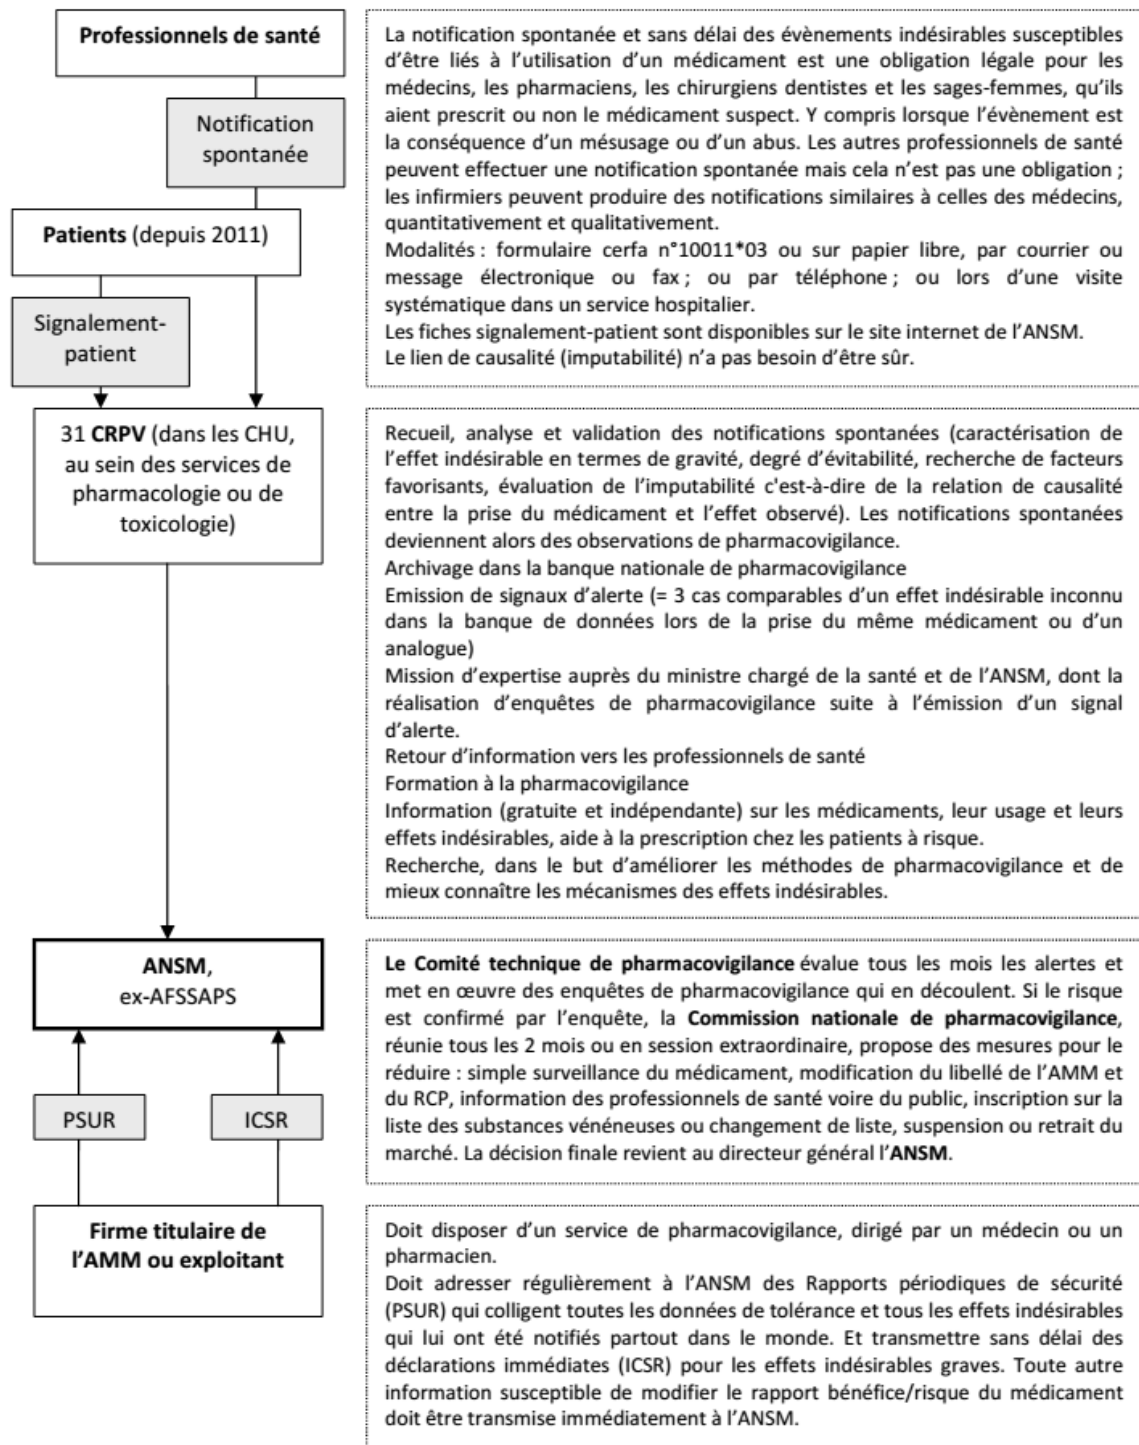 Professionnels de santé
Notification
spontanée
Patients (depuis 2011)
Signalement-
patient
La notification spontanée et sans délai des évènements indésirables susceptibles
d'être liés à l'utilisation d'un médicament est une obligation légale pour les
médecins, les pharmaciens, les chirurgiens dentistes et les sages-femmes, qu'ils
aient prescrit ou non le médicament suspect. Y compris lorsque l'évènement est
la conséquence d'un mésusage ou d'un abus. Les autres professionnels de santé
peuvent effectuer une notification spontanée mais cela n'est pas une obligation ;
les infirmiers peuvent produire des notifications similaires à celles des médecins,
quantitativement et qualitativement.
Modalités : formulaire cerfa n°10011*03 ou sur papier libre, par courrier ou
message électronique ou fax ; ou par téléphone ; ou lors d'une visite
systématique dans un service hospitalier.
Les fiches signalement-patient sont disponibles sur le site internet de l'ANSM.
Le lien de causalité (imputabilité) n'a pas besoin d'être sûr.
31 CRPV (dans les CHU,
au sein des services de
pharmacologie ou de
toxicologie)
Recueil, analyse et validation des notifications spontanées (caractérisation de
l'effet indésirable en termes de gravité, degré d'évitabilité, recherche de facteurs
favorisants, évaluation de l'imputabilité c'est-à-dire de la relation de causalité
entre la prise du médicament et l'effet observé). Les notifications spontanées
deviennent alors des observations de pharmacovigilance.
Archivage dans la banque nationale de pharmacovigilance
Emission de signaux d'alerte (= 3 cas comparables d'un effet indésirable inconnu
dans la banque de données lors de la prise du même médicament ou d'un
analogue)
Mission d'expertise auprès du ministre chargé de la santé et de l'ANSM, dont la
réalisation d'enquêtes de pharmacovigilance suite à l'émission d'un signal
d'alerte.
Retour d'information vers les professionnels de santé
Formation à la pharmacovigilance
Information (gratuite et indépendante) sur les médicaments, leur usage et leurs
effets indésirables, aide à la prescription chez les patients à risque.
Recherche, dans le but d'améliorer les méthodes de pharmacovigilance et de
mieux connaître les mécanismes des effets indésirables.
ANSM,
ex-AFSSAPS
PSUR
ICSR
Le Comité technique de pharmacovigilance évalue tous les mois les alertes et
met en œuvre des enquêtes de pharmacovigilance qui en découlent. Si le risque
est confirmé par l'enquête, la Commission nationale de pharmacovigilance,
réunie tous les 2 mois ou en session extraordinaire, propose des mesures pour le
réduire : simple surveillance du médicament, modification du libellé de l'AMM et
du RCP, information des professionnels de santé voire du public, inscription sur la
liste des substances vénéneuses ou changement de liste, suspension ou retrait du
marché. La décision finale revient au directeur général l'ANSM.
Firme titulaire de
l'AMM ou exploitant
Doit disposer d'un service de pharmacovigilance, dirigé par un médecin ou un
pharmacien.
Doit adresser régulièrement à l'ANSM des Rapports périodiques de sécurité
(PSUR) qui colligent toutes les données de tolérance et tous les effets indésirables
qui lui ont été notifiés partout dans le monde. Et transmettre sans délai des
déclarations immédiates (ICSR) pour les effets indésirables graves. Toute autre
information susceptible de modifier le rapport bénéfice/risque du médicament
doit être transmise immédiatement à l'ANSM.